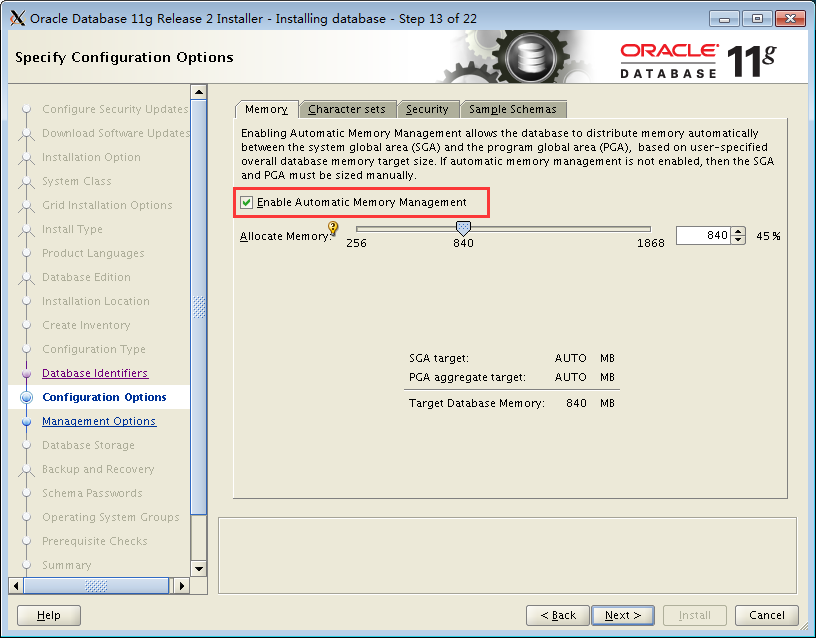 Oracle Database 11g Release 2 Installer - Installing database - Step 13 of 22
Specify Configuration Options
ORACLE
DATABASE
11g
Configure Security Updates
Download Software Updates
Installation Option
System Class
Grid Installation Options
Install Type
Product Languages
Database Edition
Installation Location
Create Inventory
Configuration Type
Database Identifiers
Configuration Options
Management Options
Database Storage
Backup and Recovery
Schema Passwords
Operating System Groups
Prerequisite Checks
Summary
Memory Character sets Security Sample Schemas
Enabling Automatic Memory Management allows the database to distribute memory automatically
between the system global area (SGA) and the program global area (PGA), based on user-specified
overall database memory target size. If automatic memory management is not enabled, then the SGA
and PGA must be sized manually.
Enable Automatic Memory Management
Allocate Memory: 840 45 %
256 840 1868
SGA target: AUTO MB
PGA aggregate target: AUTO MB
Target Database Memory: 840 MB
Help < Back Next > Install Cancel